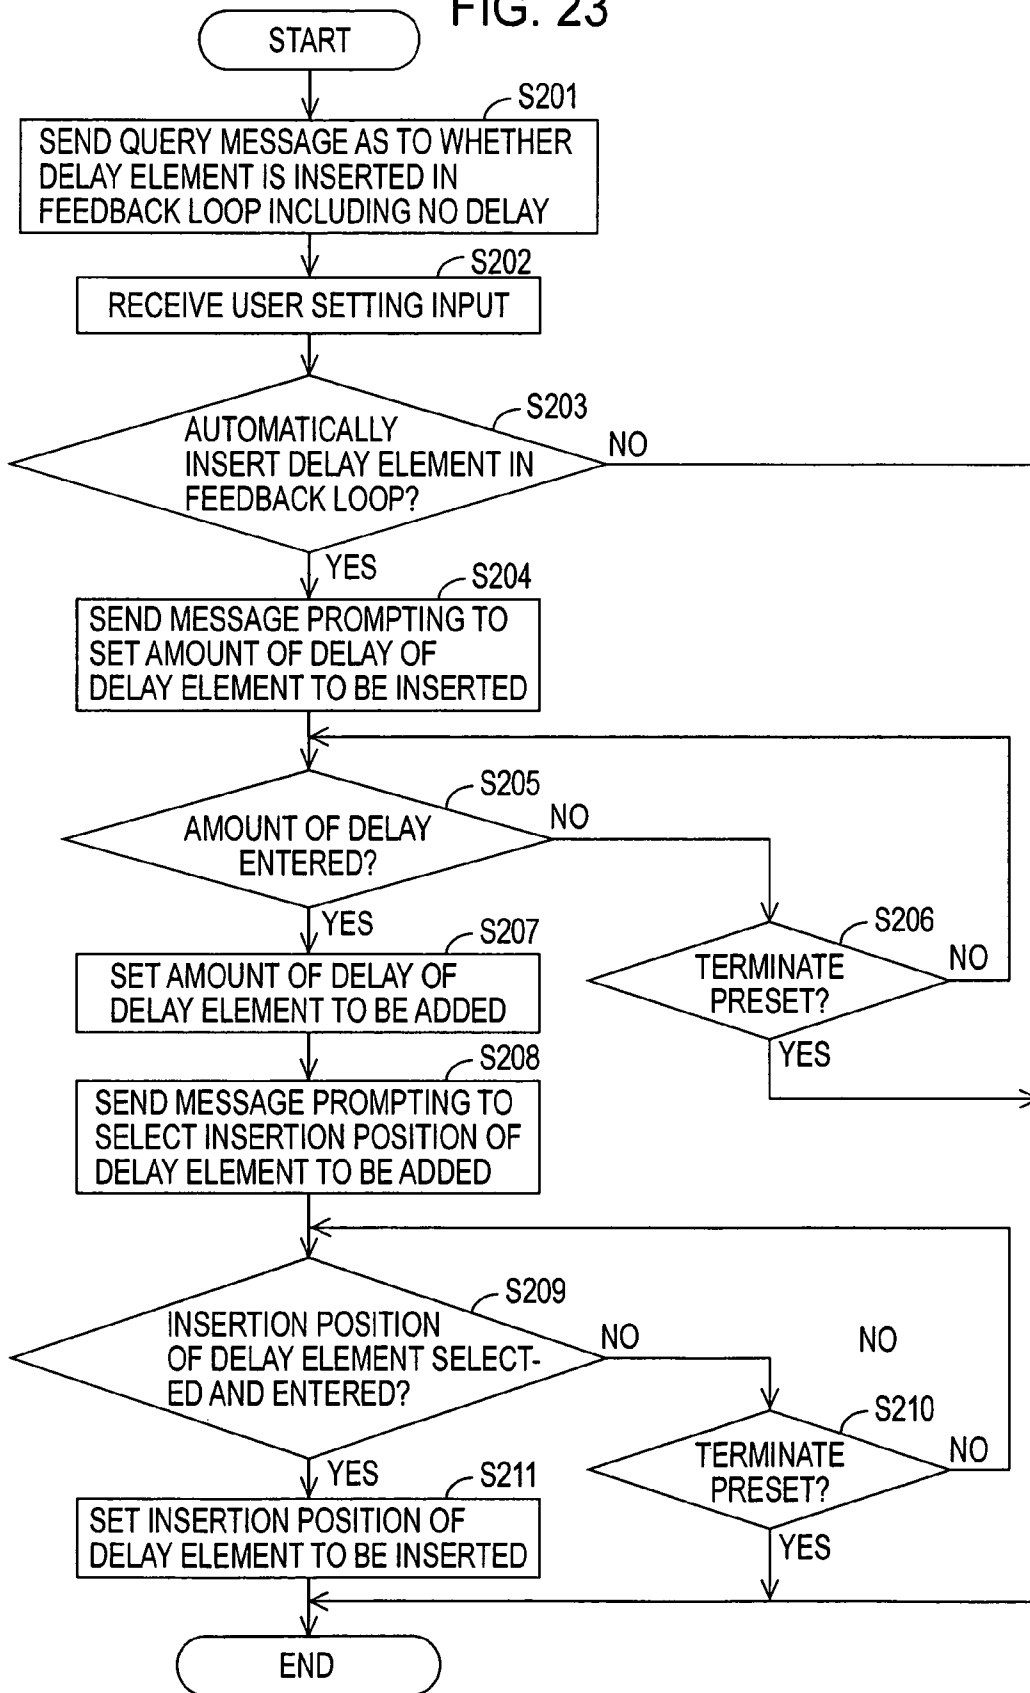 FIG. 23
START
S201
SEND QUERY MESSAGE AS TO WHETHER
DELAY ELEMENT IS INSERTED IN
FEEDBACK LOOP INCLUDING NO DELAY
S202
RECEIVE USER SETTING INPUT
S203
AUTOMATICALLY
INSERT DELAY ELEMENT IN
FEEDBACK LOOP?
NO
YES
S204
SEND MESSAGE PROMPTING TO
SET AMOUNT OF DELAY OF
DELAY ELEMENT TO BE INSERTED
S205
AMOUNT OF DELAY
ENTERED?
NO
YES
S206
TERMINATE
PRESET?
NO
YES
S207
SET AMOUNT OF DELAY OF
DELAY ELEMENT TO BE ADDED
S208
SEND MESSAGE PROMPTING TO
SELECT INSERTION POSITION OF
DELAY ELEMENT TO BE ADDED
S209
INSERTION POSITION
OF DELAY ELEMENT SELECT-
ED AND ENTERED?
NO
NO
YES
S210
TERMINATE
PRESET?
NO
YES
S211
SET INSERTION POSITION OF
DELAY ELEMENT TO BE INSERTED
END